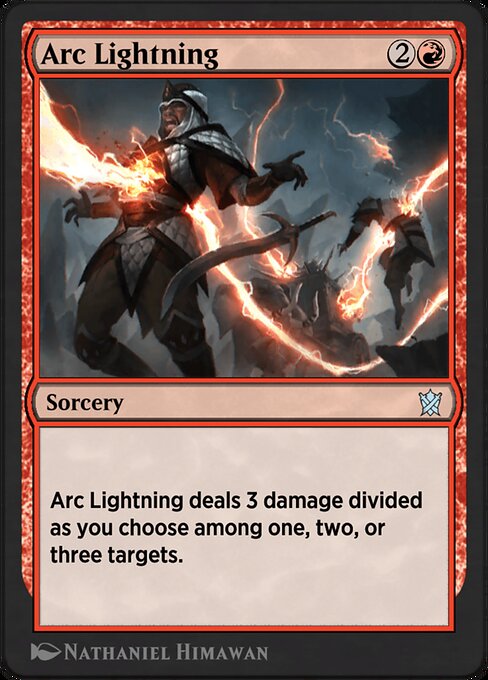 Arc Lightning 2
Sorcery
Arc Lightning deals 3 damage divided
as you choose among one, two, or
three targets.
NATHANIEL HIMAWAN